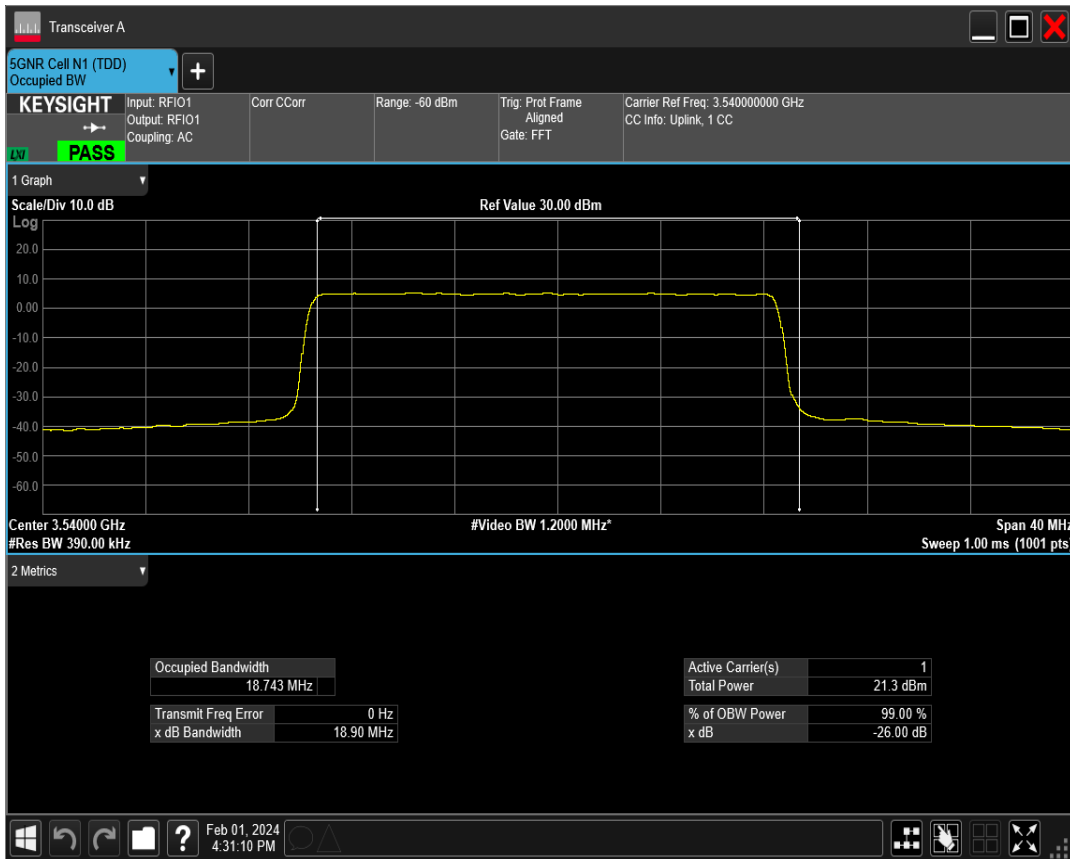 Transceiver A
5GNR Cell N1 (TDD)
Occupied BW
+
KEYSIGHT
LXI
PASS
Input: RFIO1
Output: RFIO1
Coupling: AC
Corr CCorr
Range: -60 dBm
Trig: Prot Frame
Aligned
Gate: FFT
Carrier Ref Freq: 3.540000000 GHz
CC Info: Uplink, 1 CC
1 Graph
Scale/Div 10.0 dB
Ref Value 30.00 dBm
Log
20.0
10.0
0.00
-10.0
-20.0
-30.0
-40.0
-50.0
-60.0
Center 3.54000 GHz
#Video BW 1.2000 MHz*
Span 40 MHz
#Res BW 390.00 kHz
Sweep 1.00 ms (1001 pts)
2 Metrics
Occupied Bandwidth
18.743 MHz
Transmit Freq Error 0 Hz
x dB Bandwidth 18.90 MHz
Active Carrier(s) 1
Total Power 21.3 dBm
% of OBW Power 99.00 %
x dB -26.00 dB
?
Feb 01, 2024
4:31:10 PM